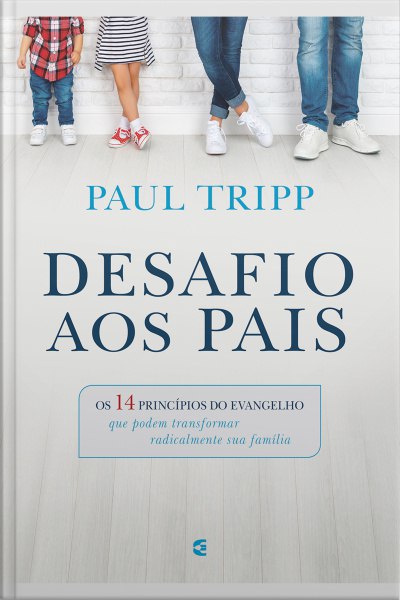 PAUL TRIPP
DESAFIO
AOS PAIS
OS 14 PRINCÍPIOS DO EVANGELHO
que podem transformar
radicalmente sua família